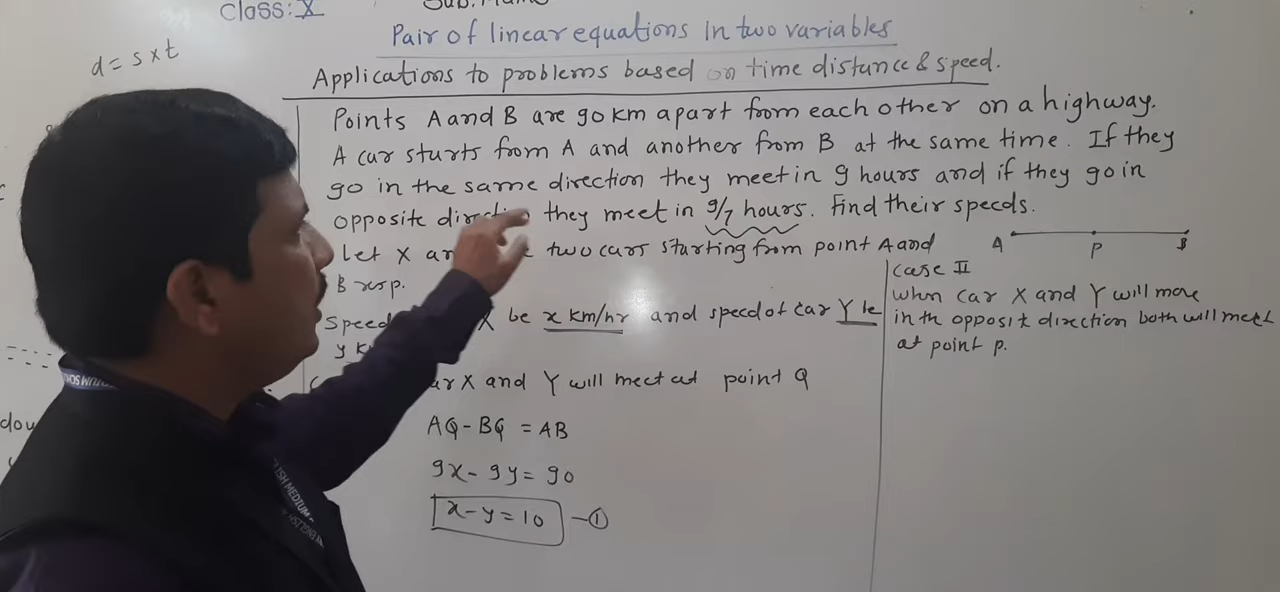 Class: X
Sub:
Pair of linear equations In two variables
d = s x t
Applications to problems based on time distance & speed.
Points A and B are 90 km apart from each other on a highway.
A car starts from A and another from B at the same time. If they
go in the same direction they meet in 9 hours and if they go in
opposite they meet in 9/7 hours. Find their speeds.
Let X two cars starting from point A and
B resp.
Speed X be x km/hr and speed of car Y be
y
X and Y will meet at point Q
AQ - BQ = AB
9x - 9y = 90
x - y = 10 - ①
A P B
Case II
When car X and Y will move
in th opposit direction both will meet
at point P.